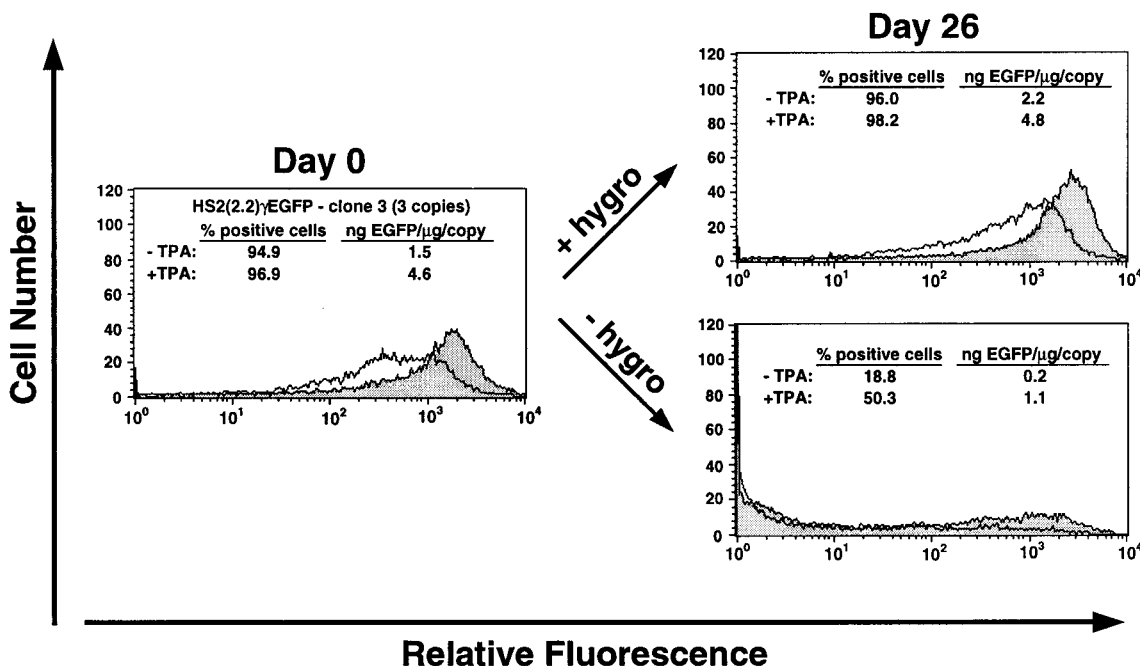 Day 26
120
100
80
60
40
20
0
% positive cells ng EGFP/µg/copy
- TPA: 96.0 2.2
+TPA: 98.2 4.8
10⁰ 10¹ 10² 10³ 10⁴
Day 0
120
100
80
60
40
20
0
HS2(2.2)γEGFP - clone 3 (3 copies)
% positive cells ng EGFP/µg/copy
- TPA: 94.9 1.5
+TPA: 96.9 4.6
10⁰ 10¹ 10² 10³ 10⁴
+ hygro
- hygro
120
100
80
60
40
20
0
% positive cells ng EGFP/µg/copy
- TPA: 18.8 0.2
+TPA: 50.3 1.1
10⁰ 10¹ 10² 10³ 10⁴
Cell Number
Relative Fluorescence